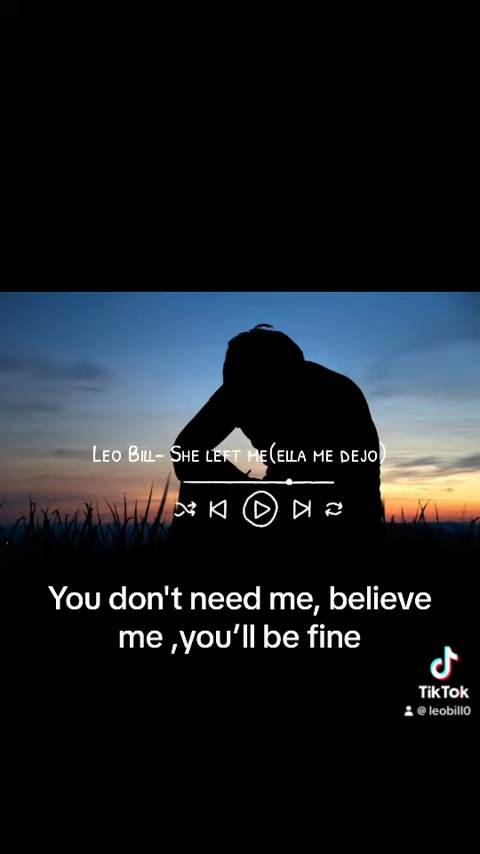 Leo Bill- She left me(ella me dejo)
You don't need me, believe
me ,you’ll be fine
TikTok
@ leobill0